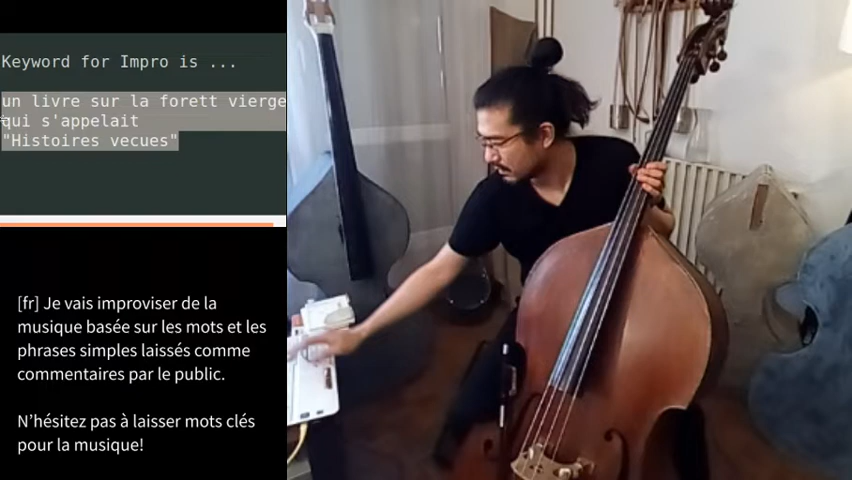 Keyword for Impro is ...
un livre sur la forett vierge
qui s'appelait
"Histoires vecues"
[fr] Je vais improviser de la
musique basée sur les mots et les
phrases simples laissés comme
commentaires par le public.
N'hésitez pas à laisser mots clés
pour la musique!